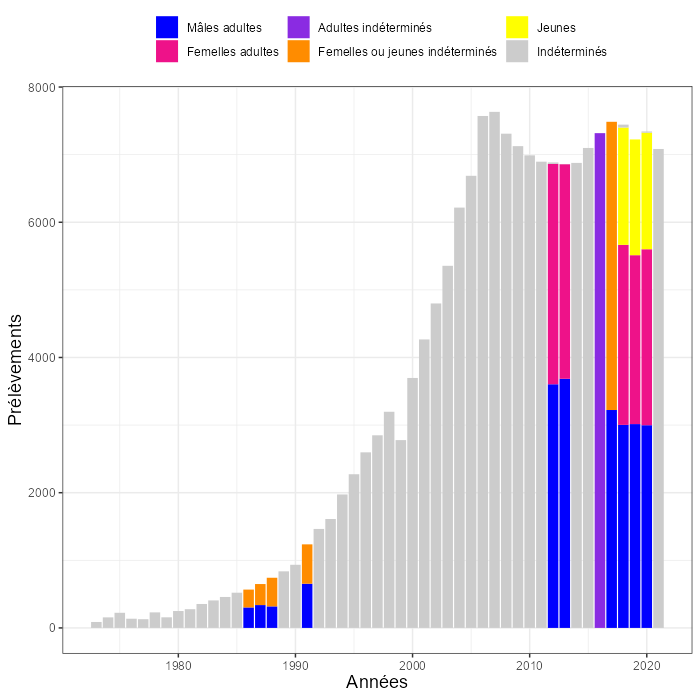 Mâles adultes
Adultes indéterminés
Jeunes
Femelles adultes
Femelles ou jeunes indéterminés
Indéterminés
8000
6000
4000
2000
0
Prélèvements
1980 1990 2000 2010 2020
Années